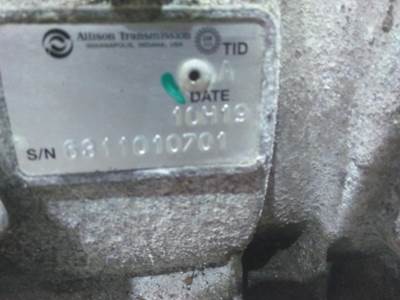 Allison Transmission
INDIANAPOLIS, INDIANA, USA
TID
A
DATE
10H19
S/N 6311010701